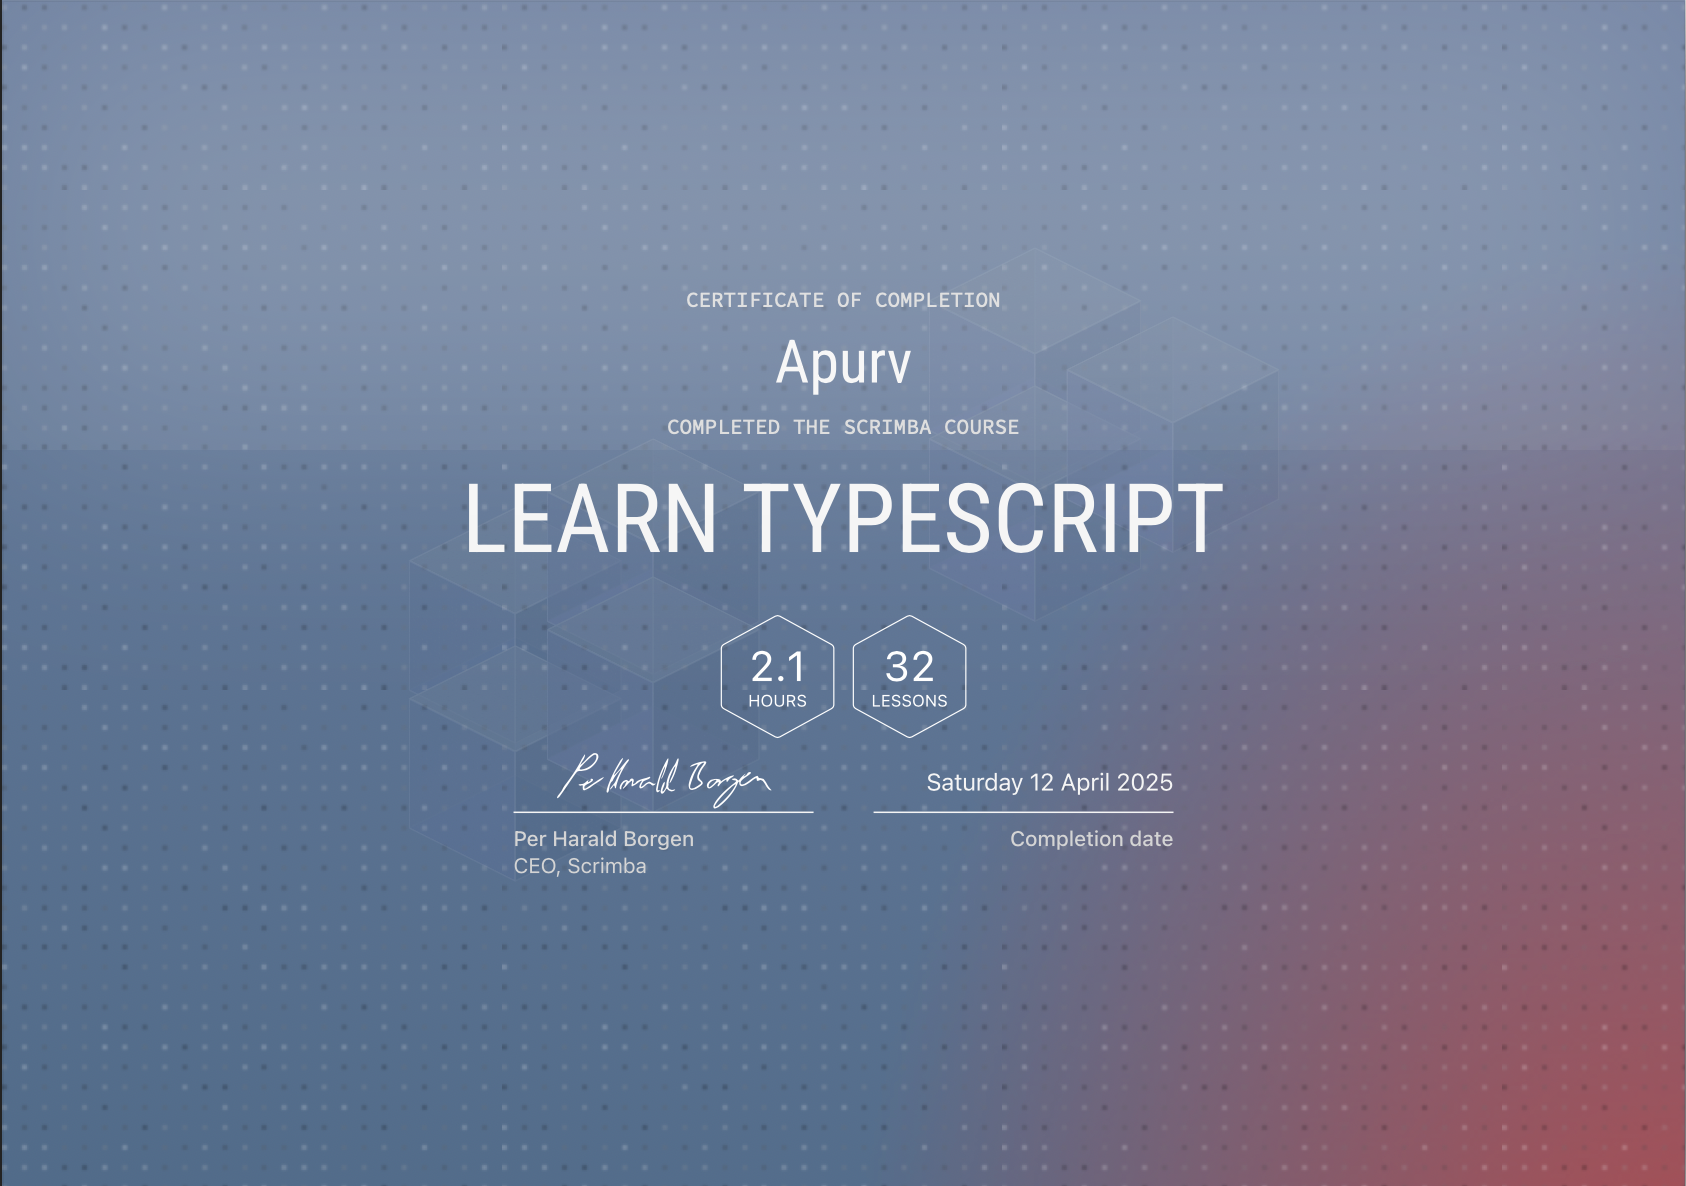 CERTIFICATE OF COMPLETION
Apurv
COMPLETED THE SCRIMBA COURSE
LEARN TYPESCRIPT
2.1
HOURS
32
LESSONS
Per Harald Borgen
Saturday 12 April 2025
Per Harald Borgen
CEO, Scrimba
Completion date